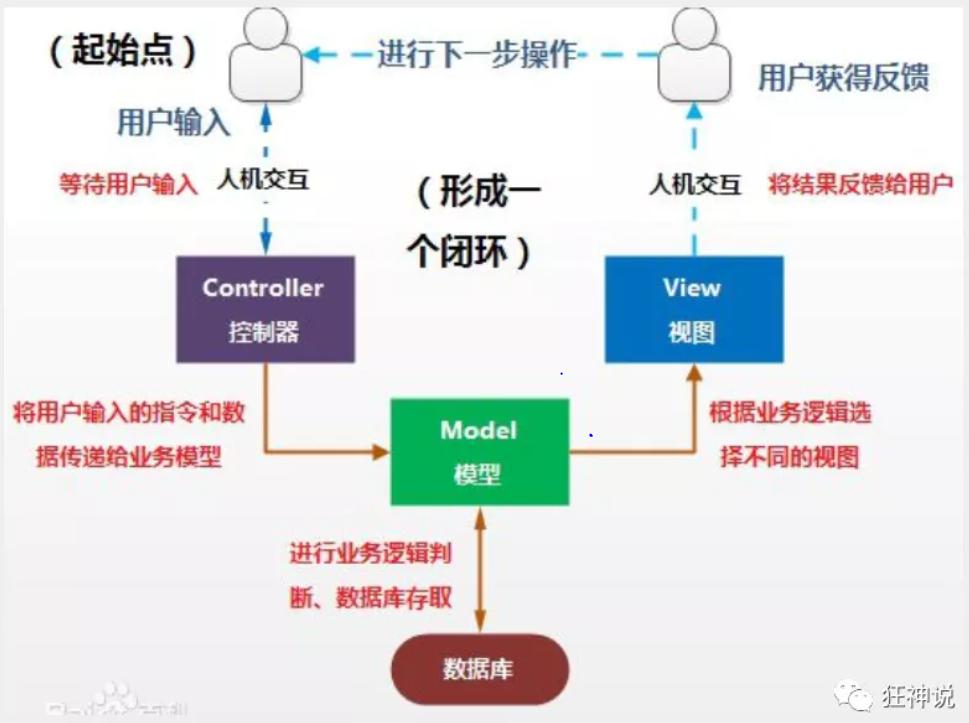 （起始点）
进行下一步操作
用户获得反馈
用户输入
等待用户输入
人机交互
（形成一
个闭环）
人机交互
将结果反馈给用户
Controller
控制器
View
视图
将用户输入的指令和数
据传递给业务模型
Model
模型
根据业务逻辑选
择不同的视图
进行业务逻辑判
断、数据库存取
数据库
狂神说